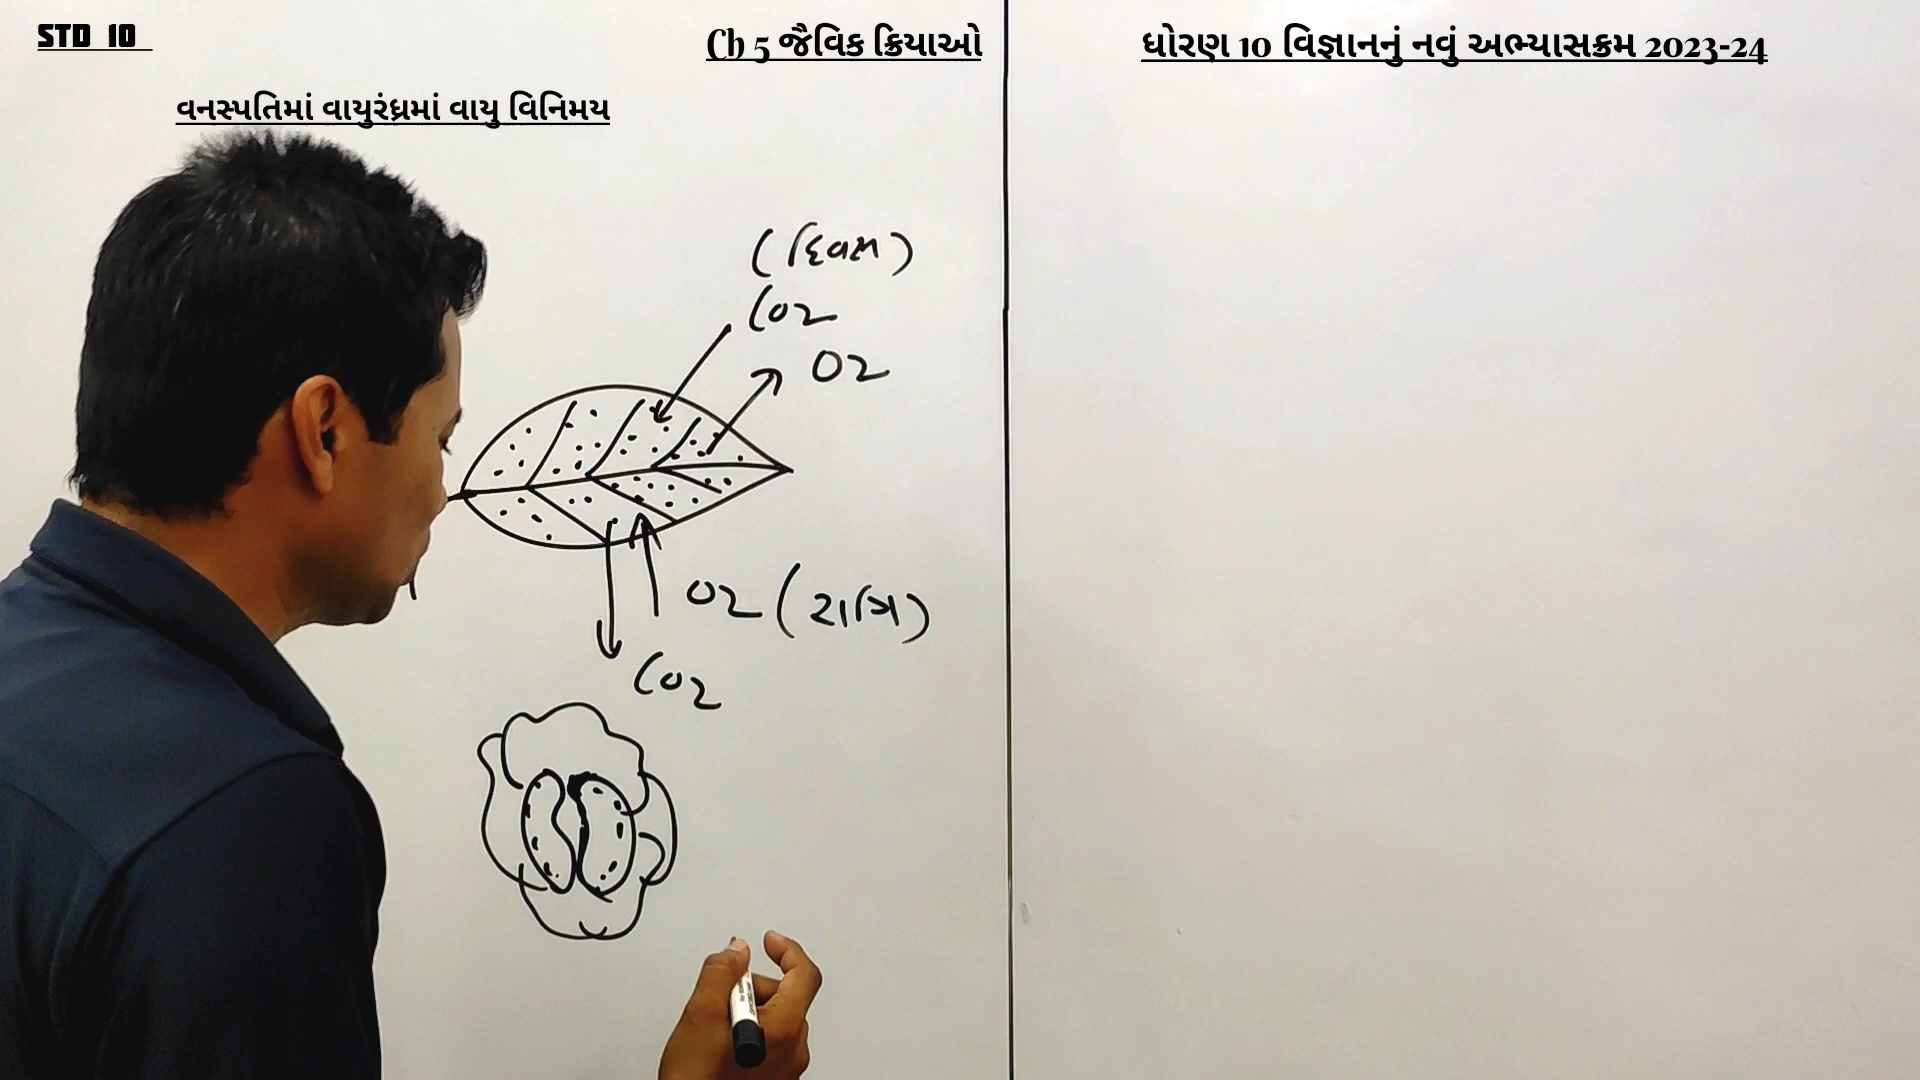 STD 10
Ch 5 જૈવિક ક્રિયાઓ
ધોરણ 10 વિજ્ઞાનનું નવું અભ્યાસક્રમ 2023-24
વનસ્પતિમાં વાયુરંધ્રમાં વાયુ વિનિમય
(દિવસ)
CO2
O2
O2 (રાત્રિ)
CO2